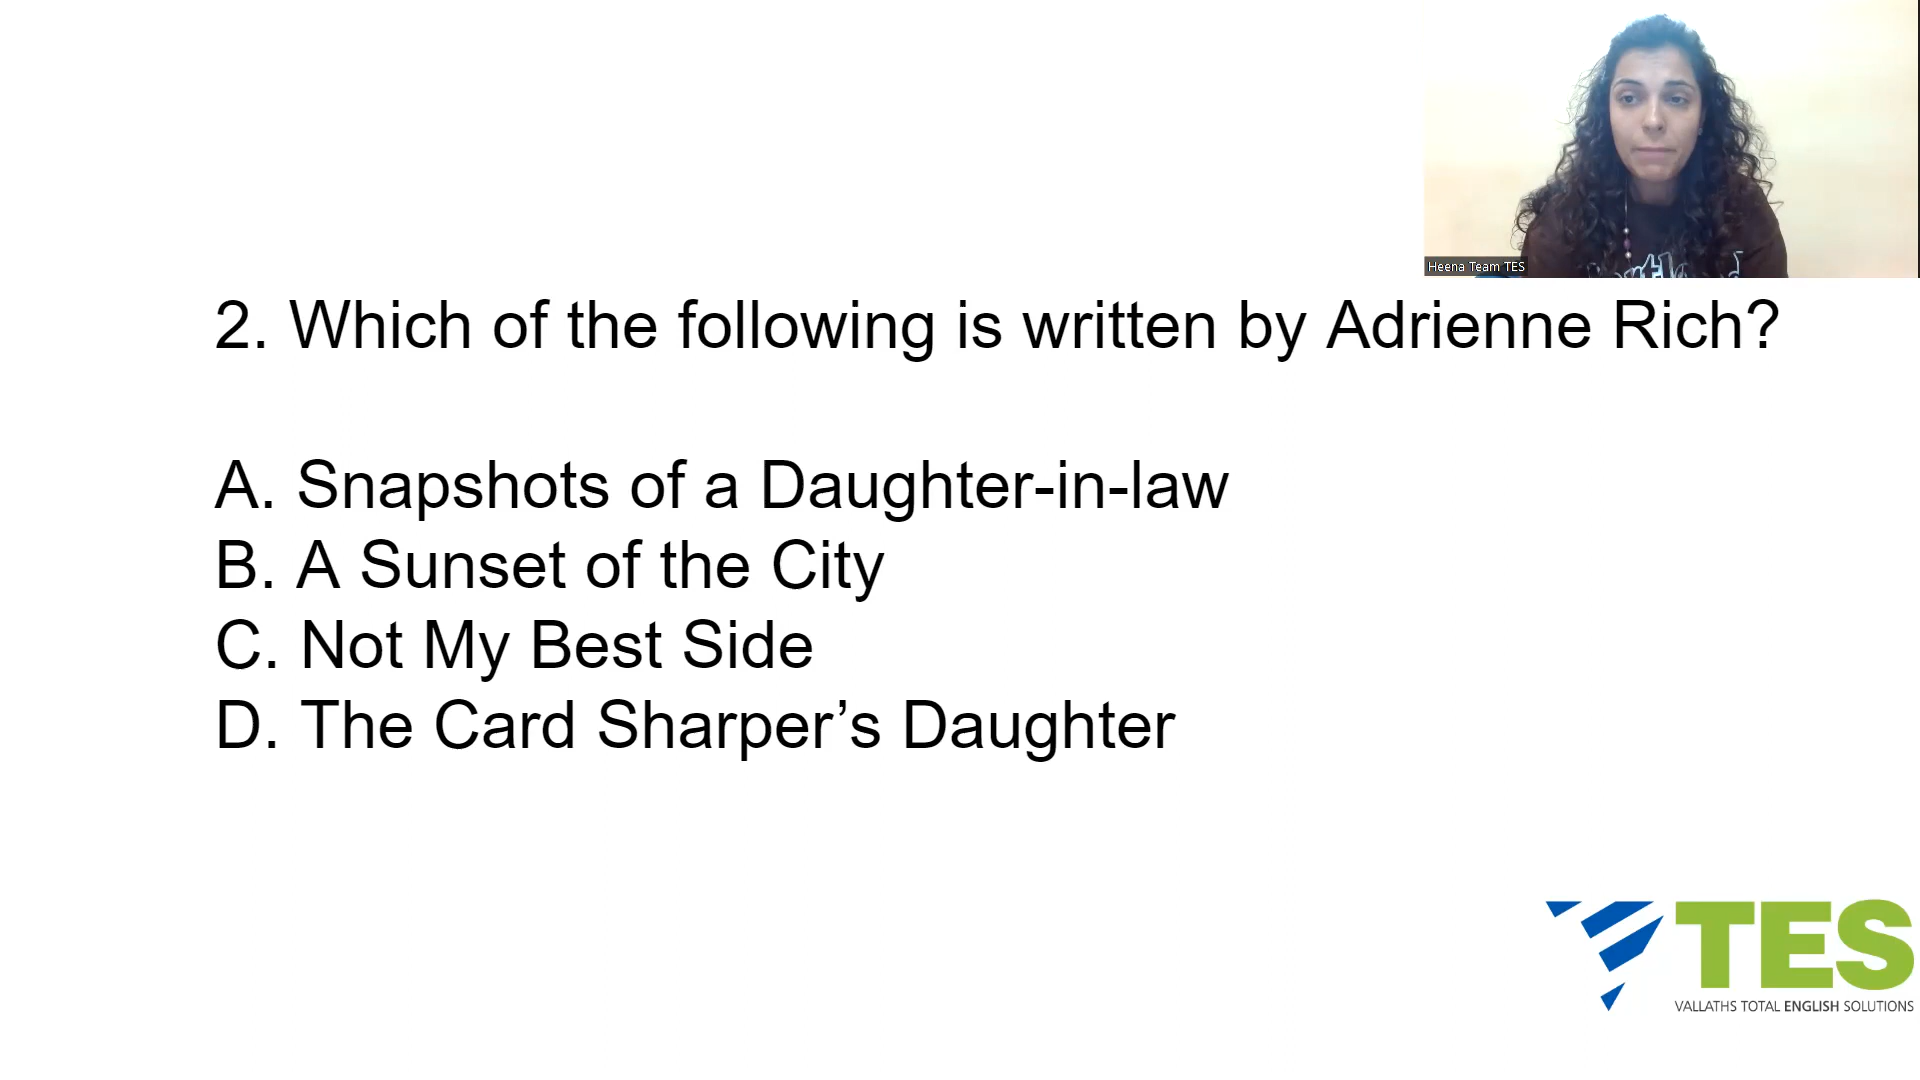 Heena Team TES
2. Which of the following is written by Adrienne Rich?
A. Snapshots of a Daughter-in-law
B. A Sunset of the City
C. Not My Best Side
D. The Card Sharper’s Daughter
TES
VALLATHS TOTAL ENGLISH SOLUTIONS